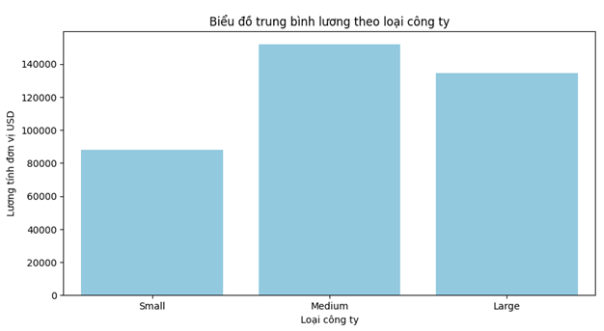 Biểu đồ trung bình lương theo loại công ty
Lương tính đơn vị USD
140000
120000
100000
80000
60000
40000
20000
0
Small Medium Large
Loại công ty